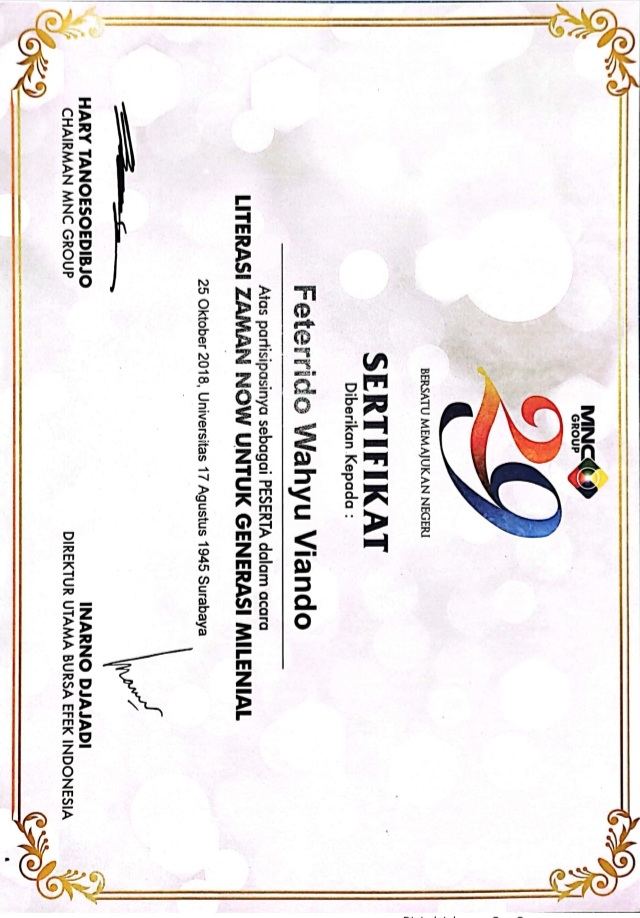 MNC
GROUP
29
BERSATU MEMAJUKAN NEGERI
SERTIFIKAT
Diberikan Kepada :
Feterrido Wahyu Viando
Atas partisipasinya sebagai PESERTA dalam acara
LITERASI ZAMAN NOW UNTUK GENERASI MILENIAL
25 Oktober 2018, Universitas 17 Agustus 1945 Surabaya
HARY TANOESOEDIBJO
CHAIRMAN MNC GROUP
INARNO DJAJADI
DIREKTUR UTAMA BURSA EFEK INDONESIA